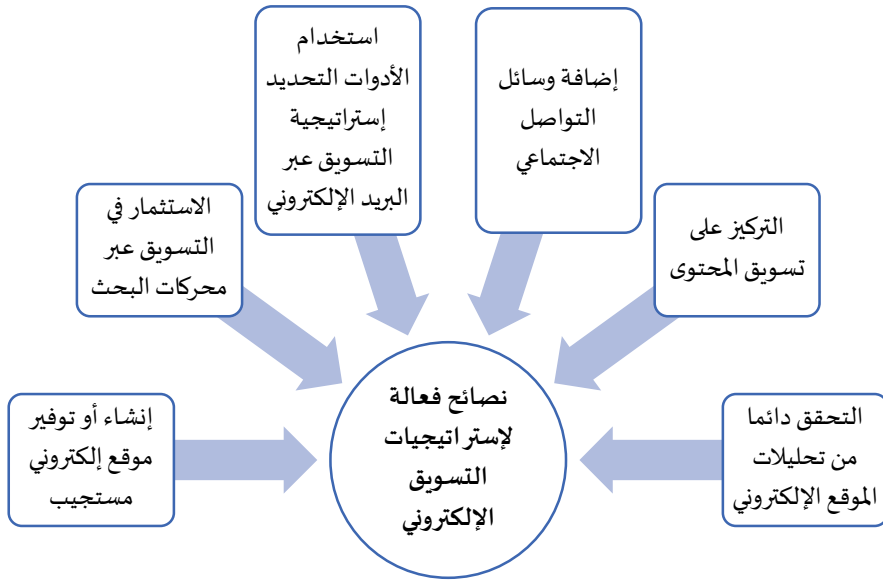 إضافة وسائل
التواصل
الاجتماعي
استخدام
الأدوات التحديد
إستراتيجية
التسويق عبر
البريد الإلكتروني
التركيز على
تسويق المحتوى
الاستثمار في
التسويق عبر
محركات البحث
التحقق دائما
من تحليلات
الموقع الإلكتروني
نصائح فعالة
لإستراتيجيات
التسويق
الإلكتروني
إنشاء أو توفير
موقع إلكتروني
مستجيب